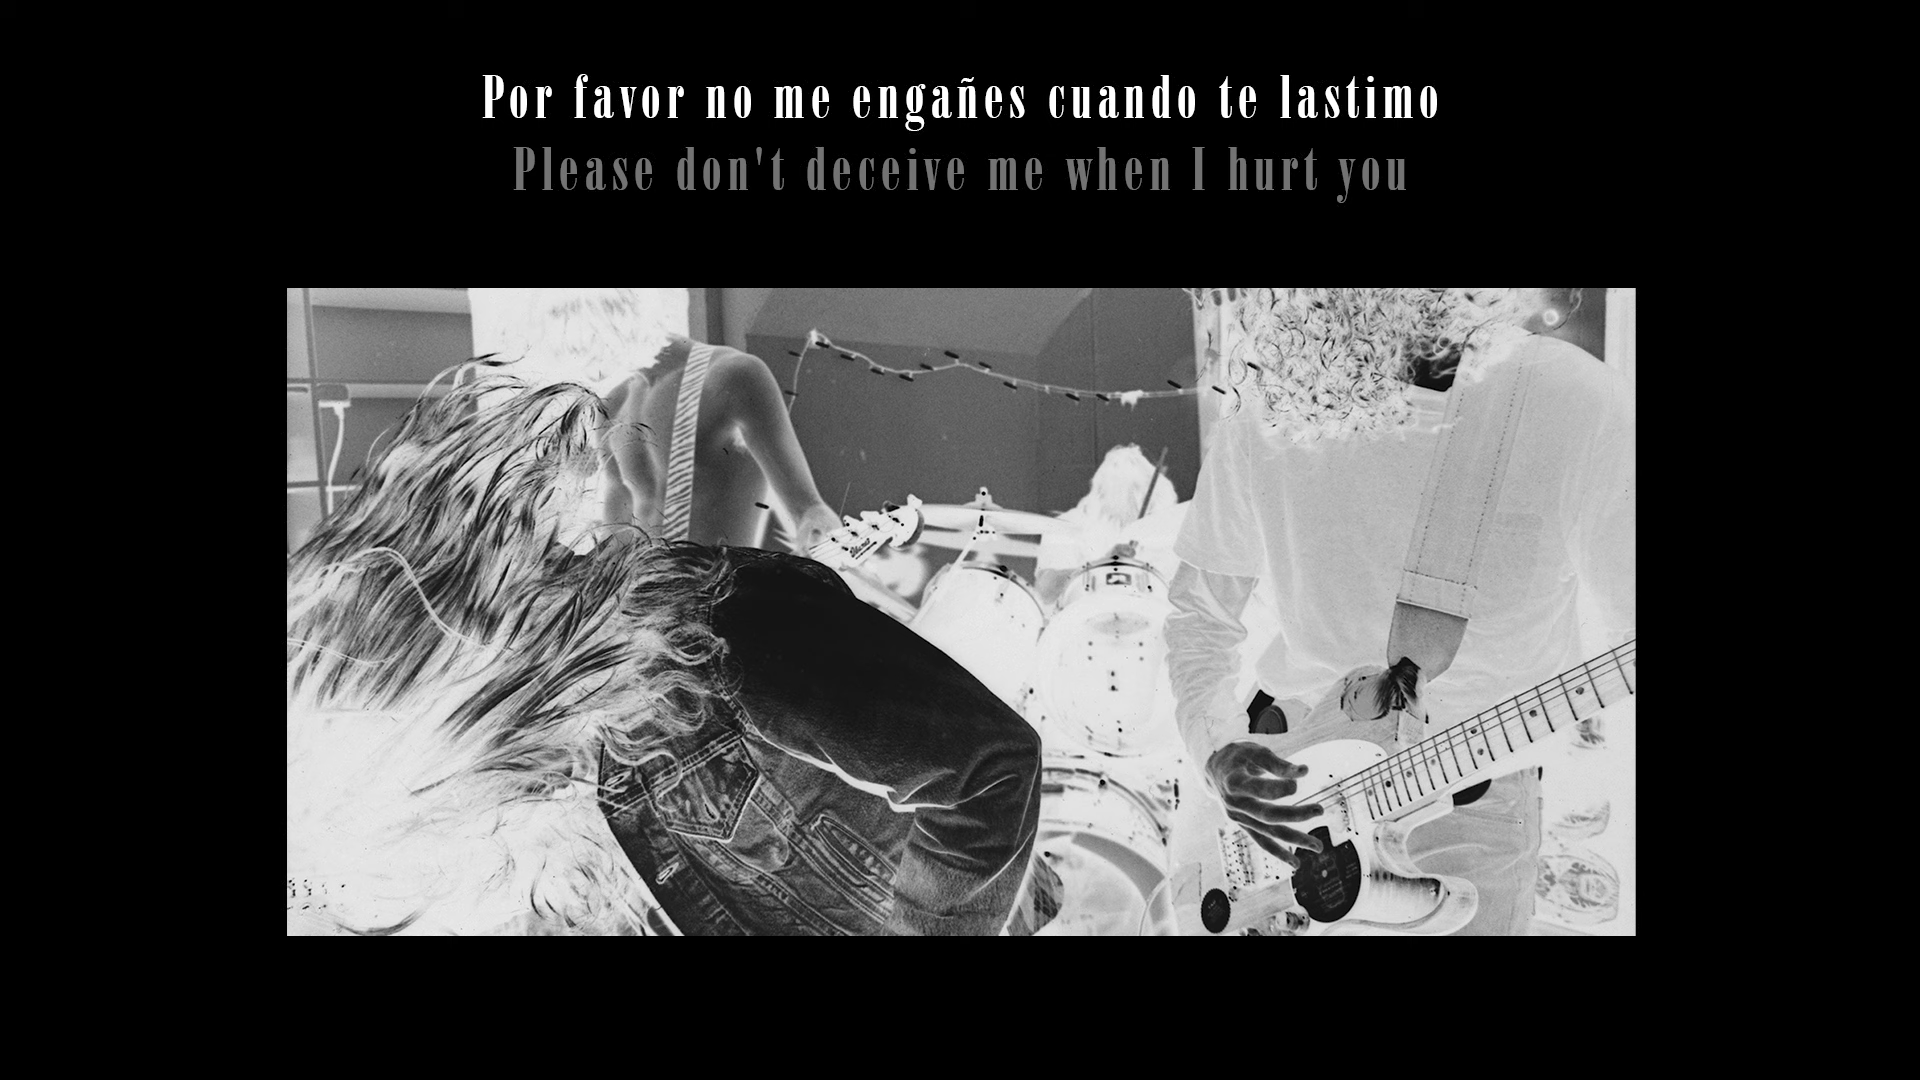 Por favor no me engañes cuando te lastimo
Please don't deceive me when I hurt you